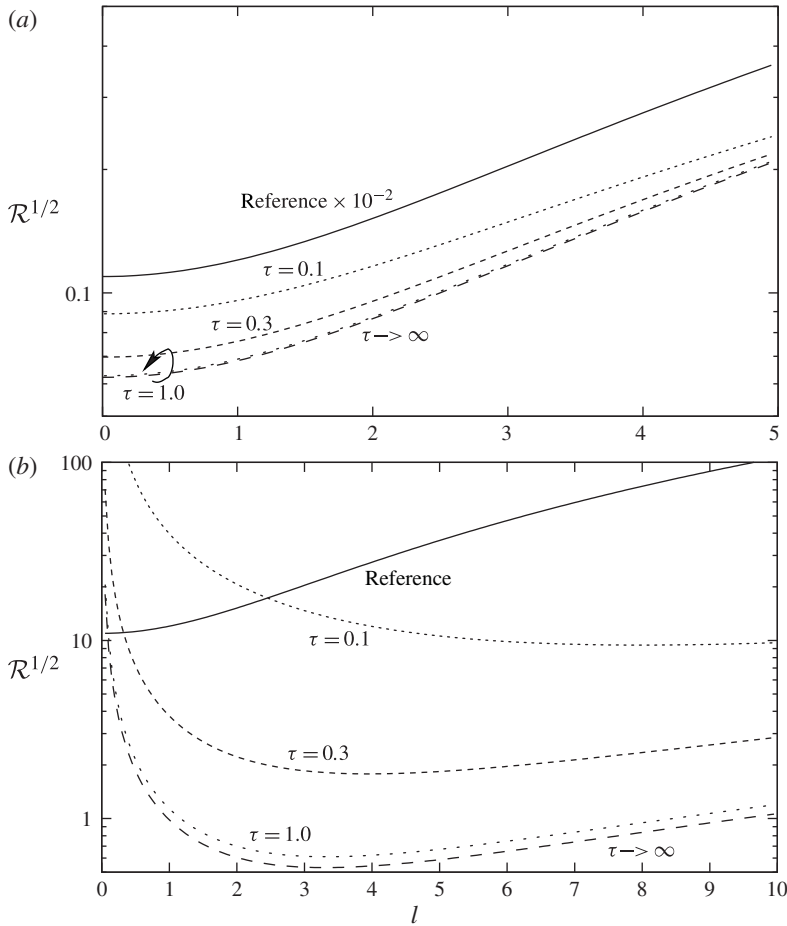 (a)
Reference × 10⁻²
ℛ^{1/2}
τ = 0.1
0.1
τ = 0.3
τ −> ∞
τ = 1.0
0 1 2 3 4 5
(b)
100
Reference
10
τ = 0.1
ℛ^{1/2}
τ = 0.3
1
τ = 1.0
τ −> ∞
0 1 2 3 4 5 6 7 8 9 10
l